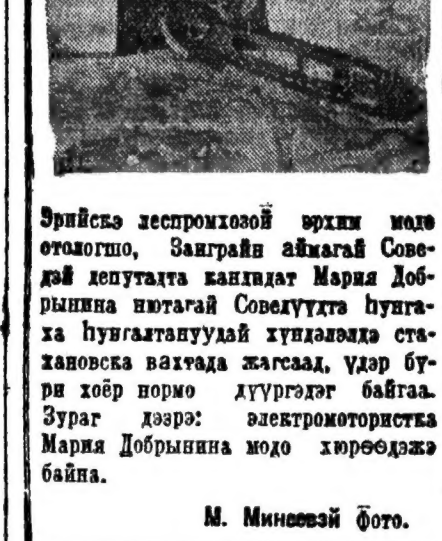 Эрийскэ леспромхозой эрхим модо
отологшо, Заиграйн аймагай Сове-
дэй депутадта кандидат Мария Доб-
рынина нютагай Советүүдтэ һунга-
ха һунгалтануудай хүндэлэлдэ ста-
хановска вахтада жагсаад, үдэр бү-
ри хоёр нормо дүүргэдэг байгаа.
Зураг дээрэ: электромотористка
Мария Добрынина модо хюрөөдэжэ
байна.
М. Минеевэй фото.